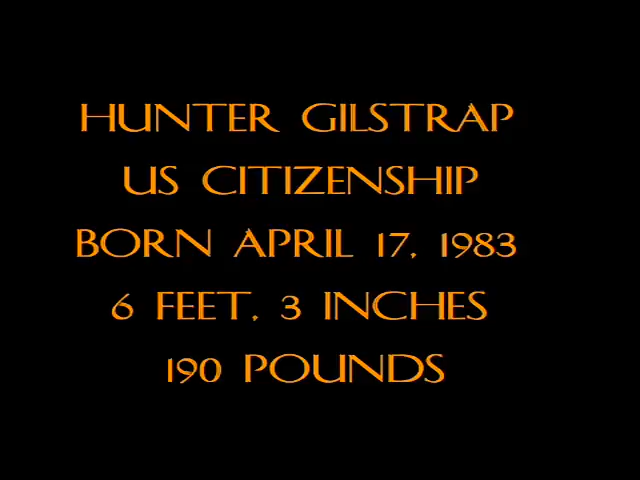 HUNTER GILSTRAP
US CITIZENSHIP
BORN APRIL 17, 1983
6 FEET, 3 INCHES
190 POUNDS